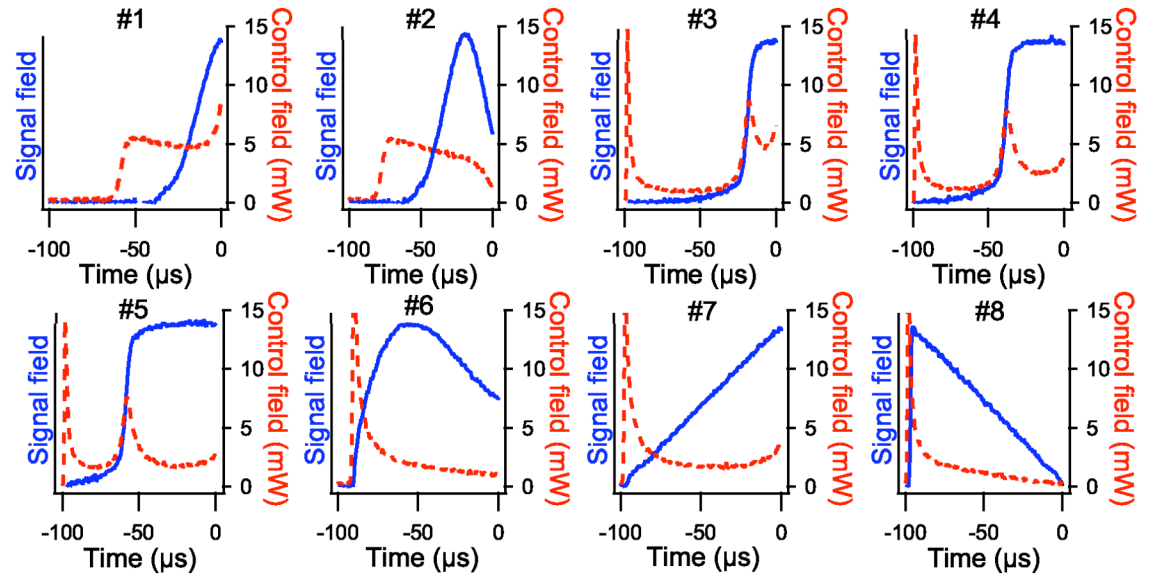 #1 #2 #3 #4
Signal field
15
10
5
0
Control field (mW)
-100 -50 0
Time (µs)
Signal field
15
10
5
0
Control field (mW)
-100 -50 0
Time (µs)
Signal field
15
10
5
0
Control field (mW)
-100 -50 0
Time (µs)
Signal field
15
10
5
0
Control field (mW)
-100 -50 0
Time (µs)
#5 #6 #7 #8
Signal field
15
10
5
0
Control field (mW)
-100 -50 0
Time (µs)
Signal field
15
10
5
0
Control field (mW)
-100 -50 0
Time (µs)
Signal field
15
10
5
0
Control field (mW)
-100 -50 0
Time (µs)
Signal field
15
10
5
0
Control field (mW)
-100 -50 0
Time (µs)